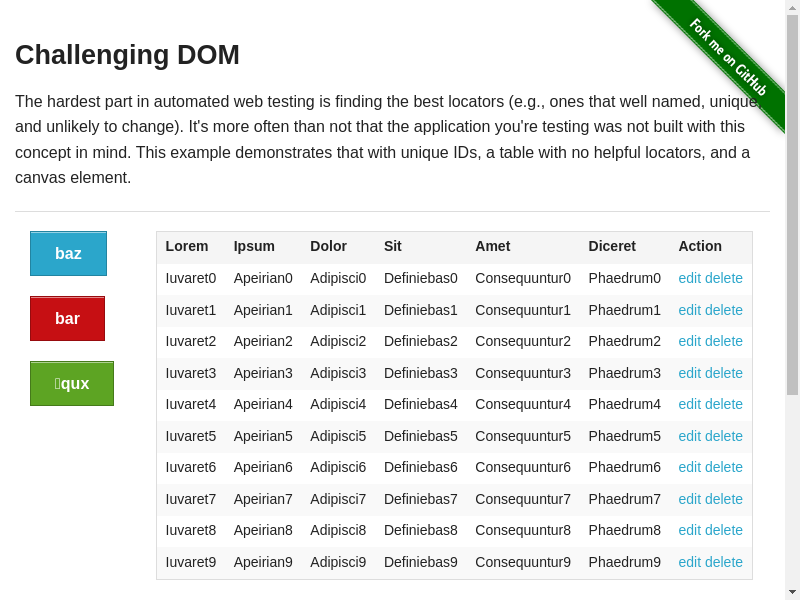 Fork me on GitHub
Challenging DOM
The hardest part in automated web testing is finding the best locators (e.g., ones that well named, unique,
and unlikely to change). It's more often than not that the application you're testing was not built with this
concept in mind. This example demonstrates that with unique IDs, a table with no helpful locators, and a
canvas element.
baz
bar
qux
Lorem Ipsum Dolor Sit Amet Diceret Action
Iuvaret0 Apeirian0 Adipisci0 Definiebas0 Consequuntur0 Phaedrum0 edit delete
Iuvaret1 Apeirian1 Adipisci1 Definiebas1 Consequuntur1 Phaedrum1 edit delete
Iuvaret2 Apeirian2 Adipisci2 Definiebas2 Consequuntur2 Phaedrum2 edit delete
Iuvaret3 Apeirian3 Adipisci3 Definiebas3 Consequuntur3 Phaedrum3 edit delete
Iuvaret4 Apeirian4 Adipisci4 Definiebas4 Consequuntur4 Phaedrum4 edit delete
Iuvaret5 Apeirian5 Adipisci5 Definiebas5 Consequuntur5 Phaedrum5 edit delete
Iuvaret6 Apeirian6 Adipisci6 Definiebas6 Consequuntur6 Phaedrum6 edit delete
Iuvaret7 Apeirian7 Adipisci7 Definiebas7 Consequuntur7 Phaedrum7 edit delete
Iuvaret8 Apeirian8 Adipisci8 Definiebas8 Consequuntur8 Phaedrum8 edit delete
Iuvaret9 Apeirian9 Adipisci9 Definiebas9 Consequuntur9 Phaedrum9 edit delete